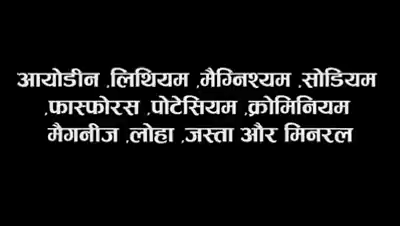 आयोडीन ,लिथियम ,मैग्निश्यम ,सोडियम
,फास्फोरस ,पोटेसियम ,क्रोमिनियम
मैगनीज ,लोहा ,जस्ता और मिनरल